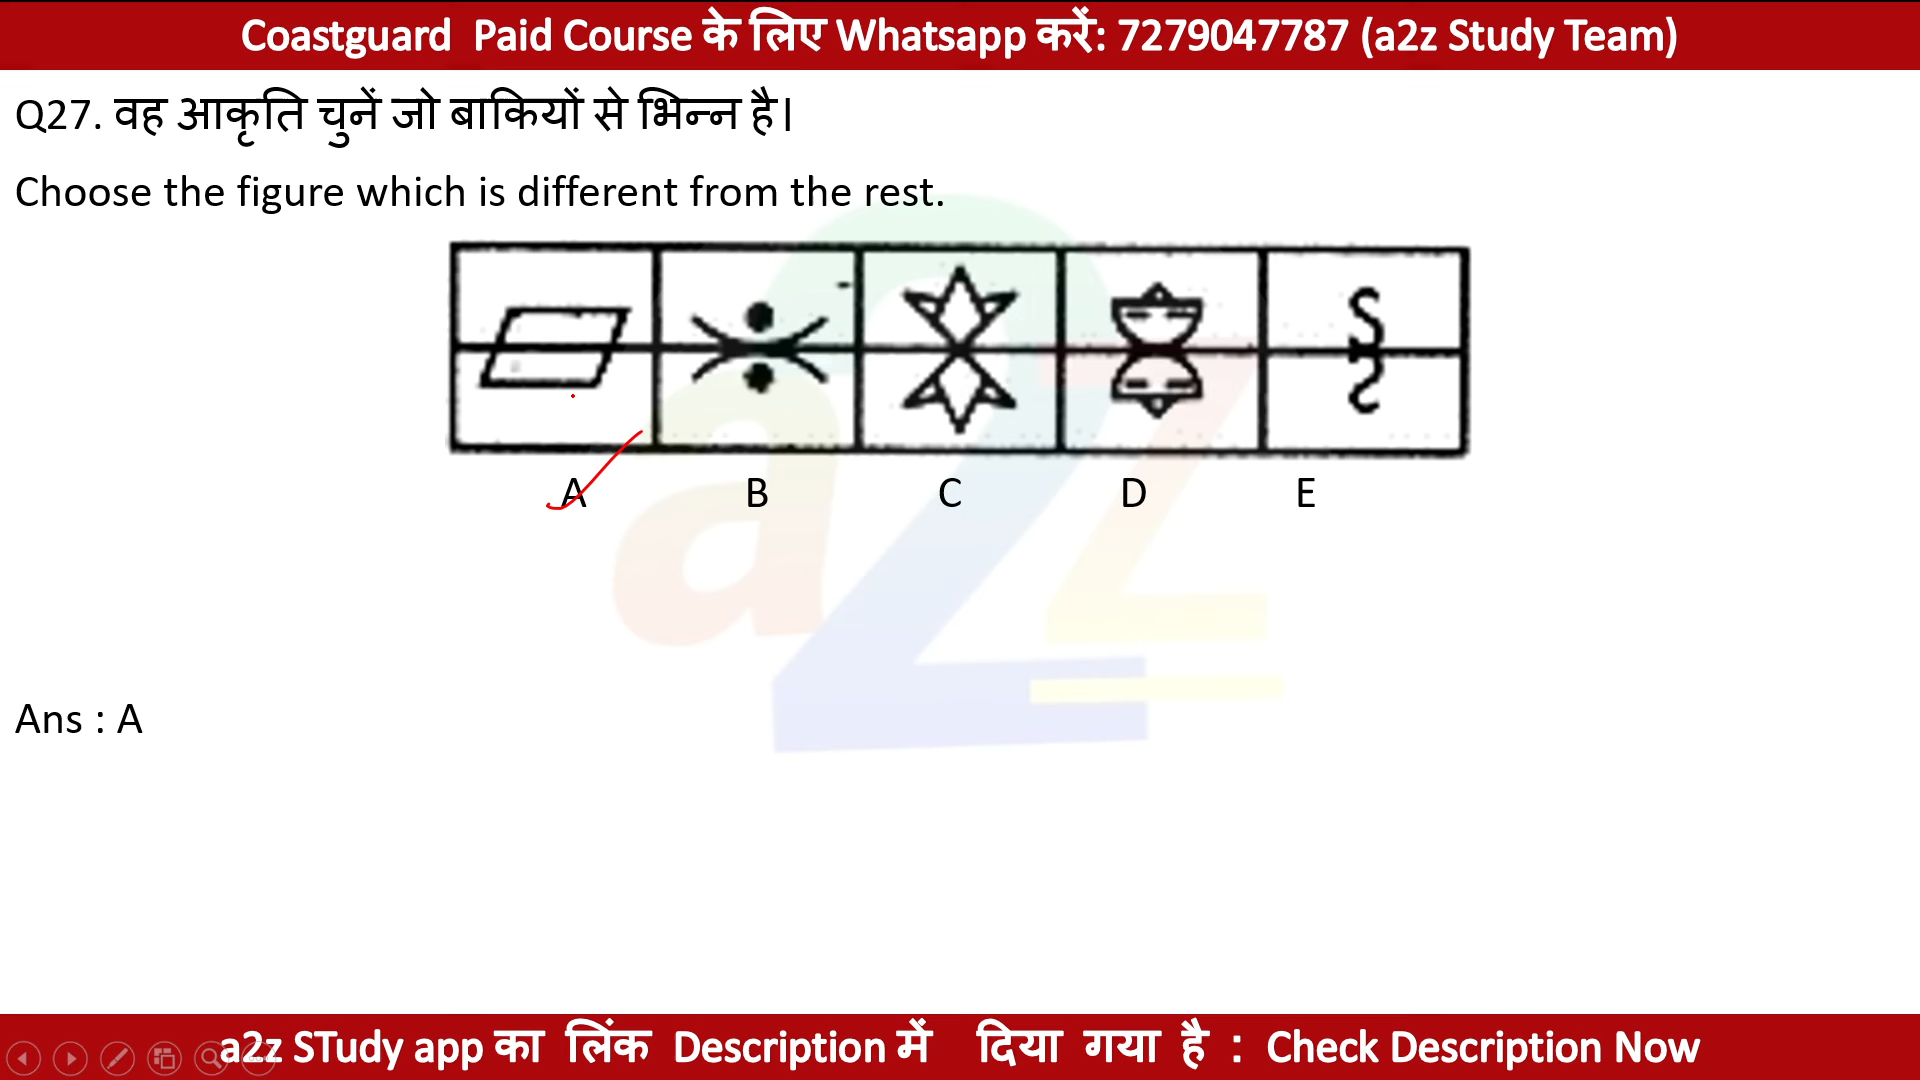 Coastguard Paid Course के लिए Whatsapp करें: 7279047787 (a2z Study Team)
Q27. वह आकृति चुनें जो बाकियों से भिन्न है।
Choose the figure which is different from the rest.
A B C D E
a2z
Ans : A
a2z STudy app का लिंक Description में दिया गया है : Check Description Now